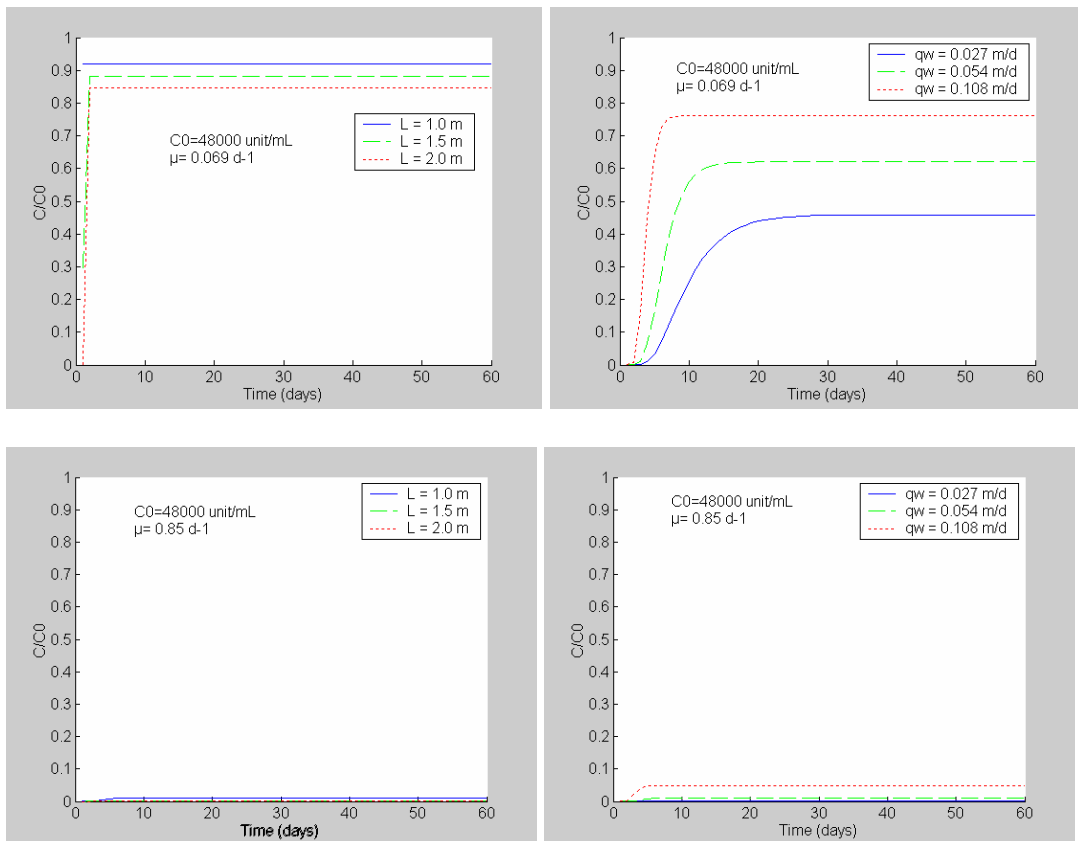 1
0.9
0.8
0.7
0.6
0.5
0.4
0.3
0.2
0.1
0
C/C0
C0=48000 unit/mL
µ= 0.069 d-1
L = 1.0 m
L = 1.5 m
L = 2.0 m
0 10 20 30 40 50 60
Time (days)
1
0.9
0.8
0.7
0.6
0.5
0.4
0.3
0.2
0.1
0
C/C0
C0=48000 unit/mL
µ= 0.069 d-1
qw = 0.027 m/d
qw = 0.054 m/d
qw = 0.108 m/d
0 10 20 30 40 50 60
Time (days)
1
0.9
0.8
0.7
0.6
0.5
0.4
0.3
0.2
0.1
0
C/C0
C0=48000 unit/mL
µ= 0.85 d-1
L = 1.0 m
L = 1.5 m
L = 2.0 m
0 10 20 30 40 50 60
Time (days)
1
0.9
0.8
0.7
0.6
0.5
0.4
0.3
0.2
0.1
0
C/C0
C0=48000 unit/mL
µ= 0.85 d-1
qw = 0.027 m/d
qw = 0.054 m/d
qw = 0.108 m/d
0 10 20 30 40 50 60
Time (days)